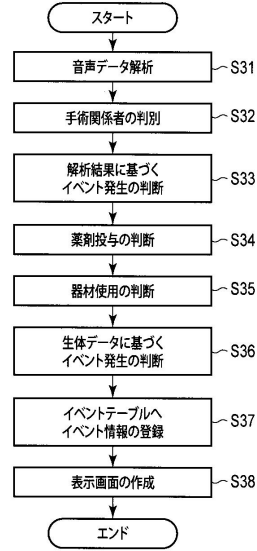 スタート
音声データ解析
S31
手術関係者の判別
S32
解析結果に基づく
イベント発生の判断
S33
薬剤投与の判断
S34
器材使用の判断
S35
生体データに基づく
イベント発生の判断
S36
イベントテーブルへ
イベント情報の登録
S37
表示画面の作成
S38
エンド